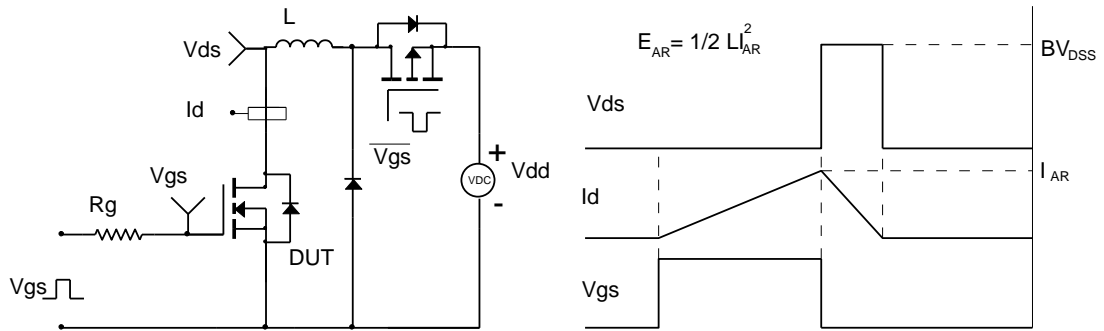 L
Vds
Id
Vgs
Rg
DUT
Vgs
Vgs
+
VDC
Vdd
-
E_AR = 1/2 LI_AR^2
Vds
BV_DSS
Id
I_AR
Vgs